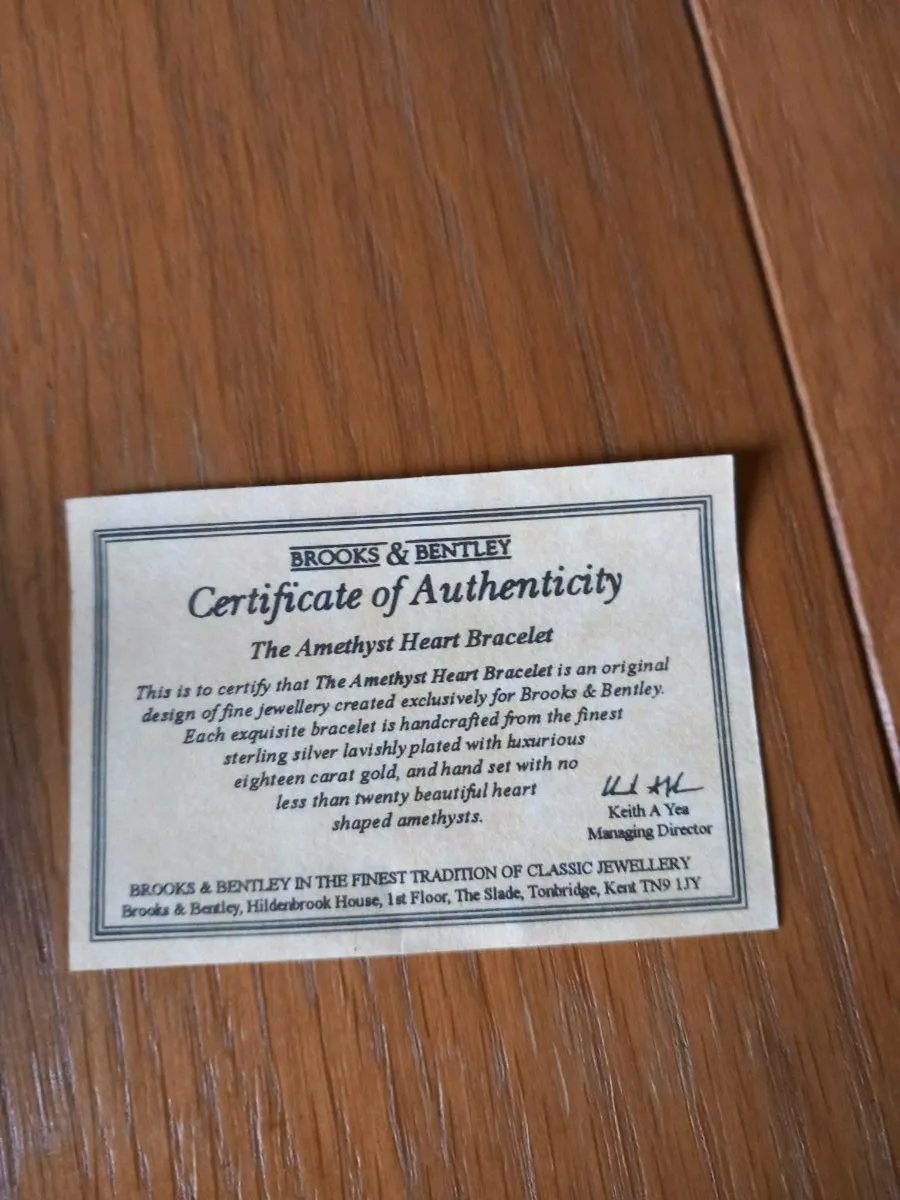 BROOKS & BENTLEY
Certificate of Authenticity
The Amethyst Heart Bracelet
This is to certify that The Amethyst Heart Bracelet is an original
design of fine jewellery created exclusively for Brooks & Bentley.
Each exquisite bracelet is handcrafted from the finest
sterling silver lavishly plated with luxurious
eighteen carat gold, and hand set with no
less than twenty beautiful heart
shaped amethysts.
Keith A Yea
Managing Director
BROOKS & BENTLEY IN THE FINEST TRADITION OF CLASSIC JEWELLERY
Brooks & Bentley, Hildenbrook House, 1st Floor, The Slade, Tonbridge, Kent TN9 1JY